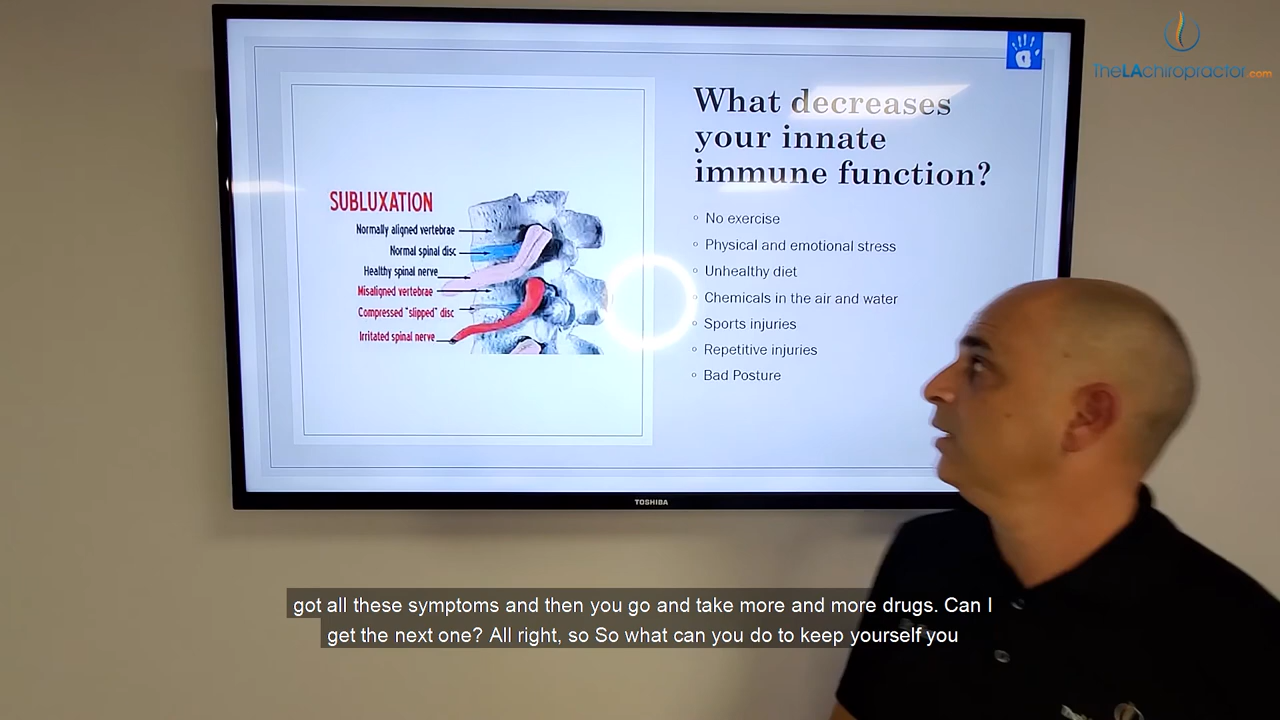 TheLAchiropractor.com
What decreases
your innate
immune function?
SUBLUXATION
Normally aligned vertebrae
Normal spinal disc
Healthy spinal nerve
Misaligned vertebrae
Compressed "slipped" disc
Irritated spinal nerve
No exercise
Physical and emotional stress
Unhealthy diet
Chemicals in the air and water
Sports injuries
Repetitive injuries
Bad Posture
TOSHIBA
got all these symptoms and then you go and take more and more drugs. Can I
get the next one? All right, so So what can you do to keep yourself you